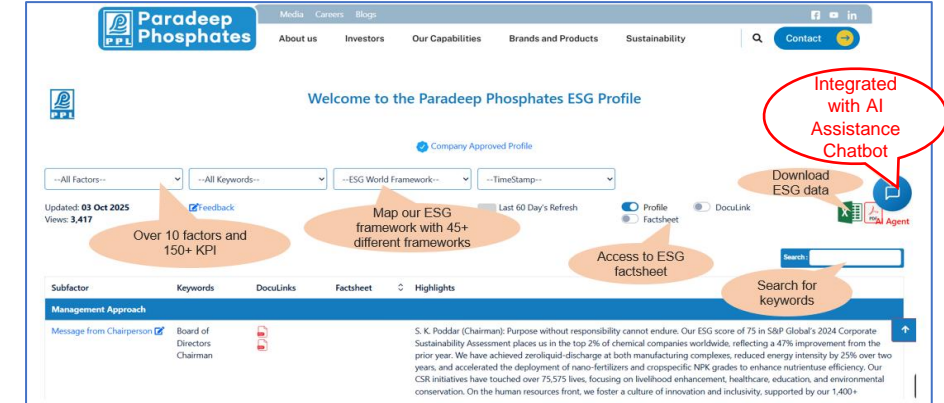 Paradeep
Phosphates
PPL
Media Careers Blogs
in
About us Investors Our Capabilities Brands and Products Sustainability
Contact
PPL
Welcome to the Paradeep Phosphates ESG Profile
Company Approved Profile
Integrated
with AI
Assistance
Chatbot
--All Factors-- --All Keywords-- --ESG World Framework-- --TimeStamp--
Download
ESG data
Updated: 03 Oct 2025
Views: 3,417
Feedback
Last 60 Day's Refresh
Profile
Factsheet
DocuLink
AI Agent
Over 10 factors and
150+ KPI
Map our ESG
framework with 45+
different frameworks
Access to ESG
factsheet
Search :
Search for
keywords
Subfactor Keywords DocuLinks Factsheet Highlights
Management Approach
Message from Chairperson
Board of
Directors
Chairman
S. K. Poddar (Chairman): Purpose without responsibility cannot endure. Our ESG score of 75 in S&P Global's 2024 Corporate
Sustainability Assessment places us in the top 2% of chemical companies worldwide, reflecting a 47% improvement from the
prior year. We have achieved zeroliquid-discharge at both manufacturing complexes, reduced energy intensity by 25% over two
years, and accelerated the deployment of nano-fertilizers and cropspecific NPK grades to enhance nutrientuse efficiency. Our
CSR initiatives have touched over 75,575 lives, focusing on livelihood enhancement, healthcare, education, and environmental
conservation. On the human resources front, we foster a culture of innovation and inclusivity, supported by our 1,400+